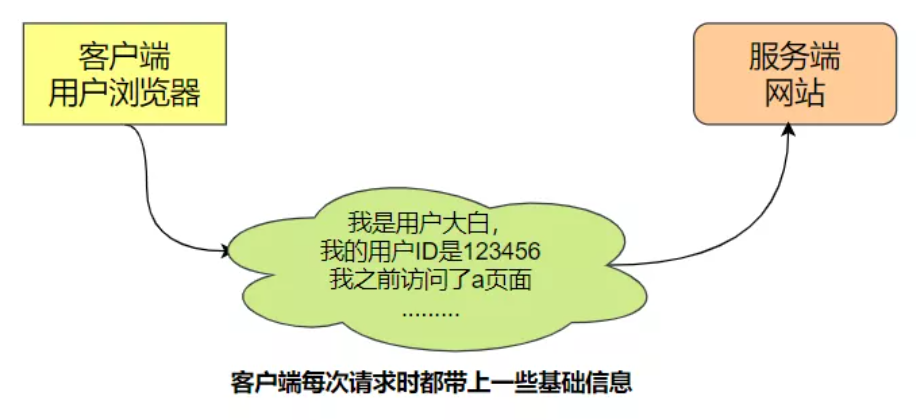 客户端
用户浏览器
服务端
网站
我是用户大白,
我的用户ID是123456
我之前访问了a页面
.........
客户端每次请求时都带上一些基础信息